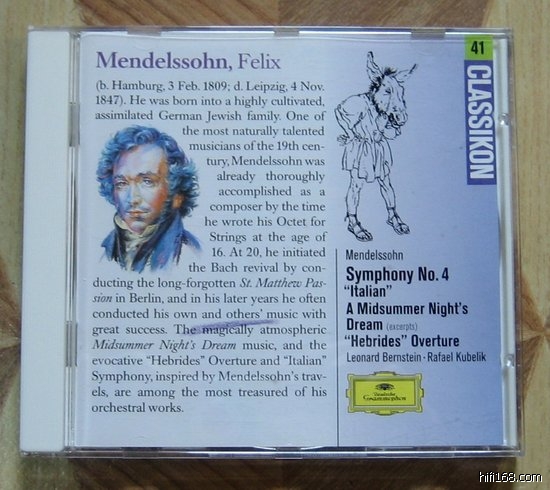 Mendelssohn, Felix
(b. Hamburg, 3 Feb. 1809; d. Leipzig, 4 Nov.
1847). He was born into a highly cultivated,
assimilated German Jewish family. One of
the most naturally talented
musicians of the 19th cen-
tury, Mendelssohn was
already thoroughly
accomplished as a
composer by the time
he wrote his Octet for
Strings at the age of
16. At 20, he initiated
the Bach revival by con-
ducting the long-forgotten St. Matthew Pas-
sion in Berlin, and in his later years he often
conducted his own and others' music with
great success. The magically atmospheric
Midsummer Night's Dream music, and the
evocative "Hebrides" Overture and "Italian"
Symphony, inspired by Mendelssohn's trav-
els, are among the most treasured of his
orchestral works.
41
CLASSIKON
Mendelssohn
Symphony No. 4
"Italian"
A Midsummer Night's
Dream (excerpts)
"Hebrides" Overture
Leonard Bernstein · Rafael Kubelik
Deutsche
Grammophon
hifi168.com